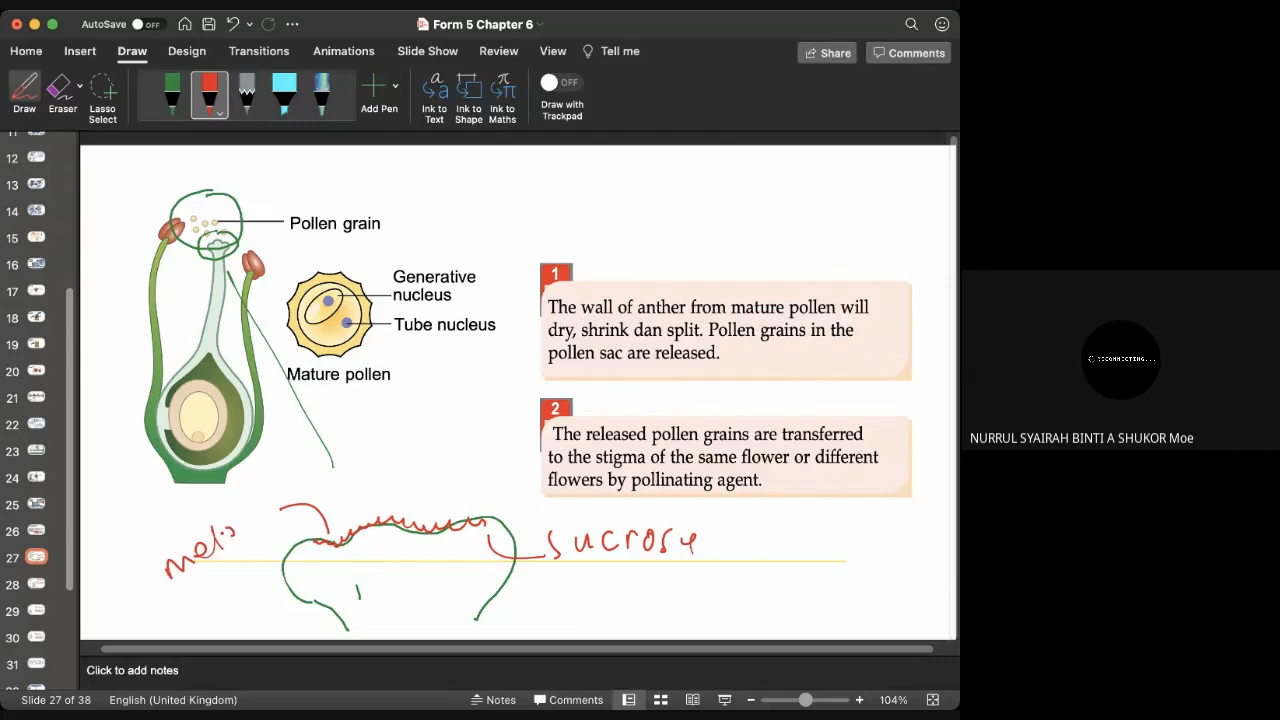 AutoSave OFF
Form 5 Chapter 6
Home Insert Draw Design Transitions Animations Slide Show Review View Tell me
Share Comments
Draw Eraser Lasso Select
Add Pen
Ink to Text Ink to Shape Ink to Maths
OFF
Draw with Trackpad
12
13
14
15
16
17
18
19
20
21
22
23
24
25
26
27
28
29
30
31
Pollen grain
Generative
nucleus
Tube nucleus
Mature pollen
1
The wall of anther from mature pollen will
dry, shrink dan split. Pollen grains in the
pollen sac are released.
2
The released pollen grains are transferred
to the stigma of the same flower or different
flowers by pollinating agent.
sucrose
RECONNECTING...
NURRUL SYAIRAH BINTI A SHUKOR Moe
Click to add notes
Slide 27 of 38 English (United Kingdom) Notes Comments 104%